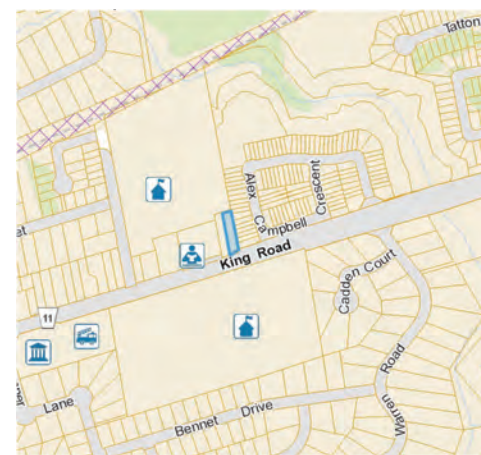 Tatton
Alex
Campbell
Crescent
King Road
Cadden Court
11
Lane
Bennet Drive
Warren
Road